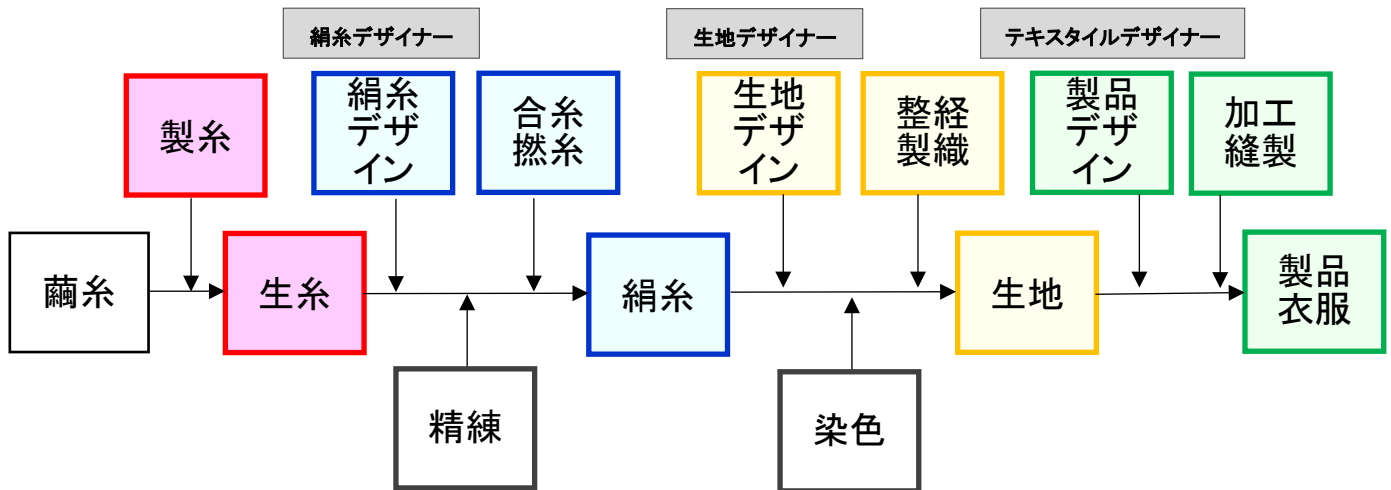 絹糸デザイナー
生地デザイナー
テキスタイルデザイナー
製糸
絹糸
デザ
イン
合糸
撚糸
生地
デザ
イン
整経
製織
製品
デザ
イン
加工
縫製
繭糸
生糸
絹糸
生地
製品
衣服
精練
染色